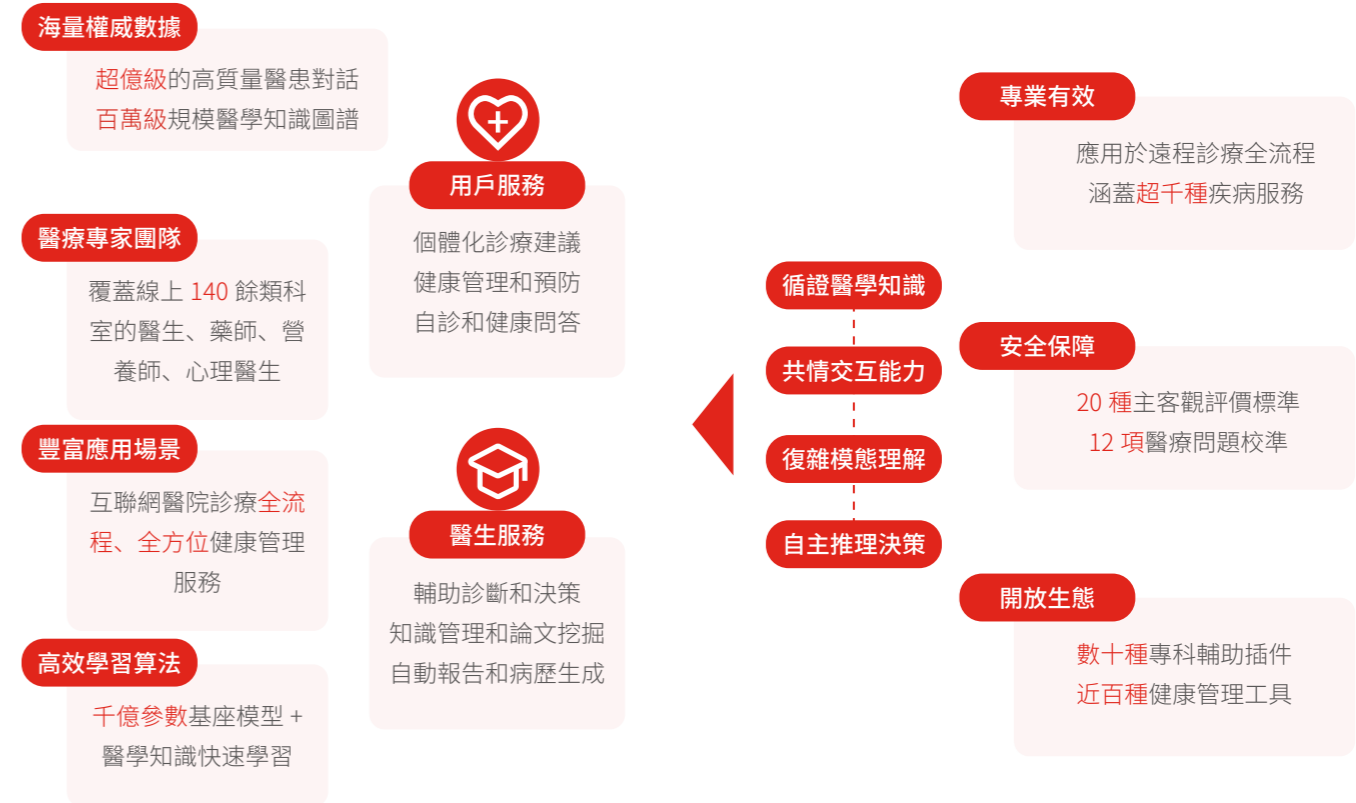 海量權威數據
超億級的高質量醫患對話
百萬級規模醫學知識圖譜
醫療專家團隊
覆蓋線上 140 餘類科
室的醫生、藥師、營
養師、心理醫生
豐富應用場景
互聯網醫院診療全流
程、全方位健康管理
服務
高效學習算法
千億參數基座模型 +
醫學知識快速學習
用戶服務
個體化診療建議
健康管理和預防
自診和健康問答
醫生服務
輔助診斷和決策
知識管理和論文挖掘
自動報告和病歷生成
循證醫學知識
共情交互能力
復雜模態理解
自主推理決策
專業有效
應用於遠程診療全流程
涵蓋超千種疾病服務
安全保障
20 種主客觀評價標準
12 項醫療問題校準
開放生態
數十種專科輔助插件
近百種健康管理工具